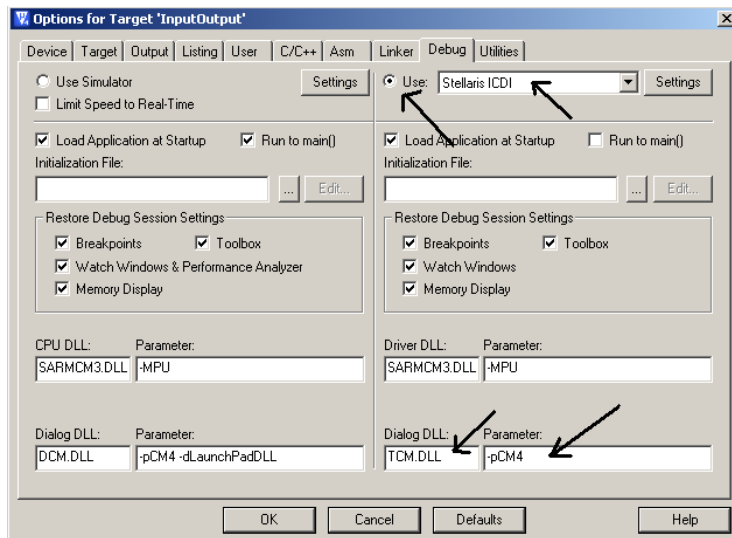 Options for Target 'InputOutput'
Device Target Output Listing User C/C++ Asm Linker Debug Utilities
Use Simulator Settings
Limit Speed to Real-Time
Use: Stellaris ICDI Settings
Load Application at Startup Run to main()
Initialization File:
... Edit...
Load Application at Startup Run to main()
Initialization File:
... Edit...
Restore Debug Session Settings
Breakpoints Toolbox
Watch Windows & Performance Analyzer
Memory Display
Restore Debug Session Settings
Breakpoints Toolbox
Watch Windows
Memory Display
CPU DLL: Parameter:
SARMCM3.DLL -MPU
Driver DLL: Parameter:
SARMCM3.DLL -MPU
Dialog DLL: Parameter:
DCM.DLL -pCM4 -dLaunchPadDLL
Dialog DLL: Parameter:
TCM.DLL -pCM4
OK Cancel Defaults Help